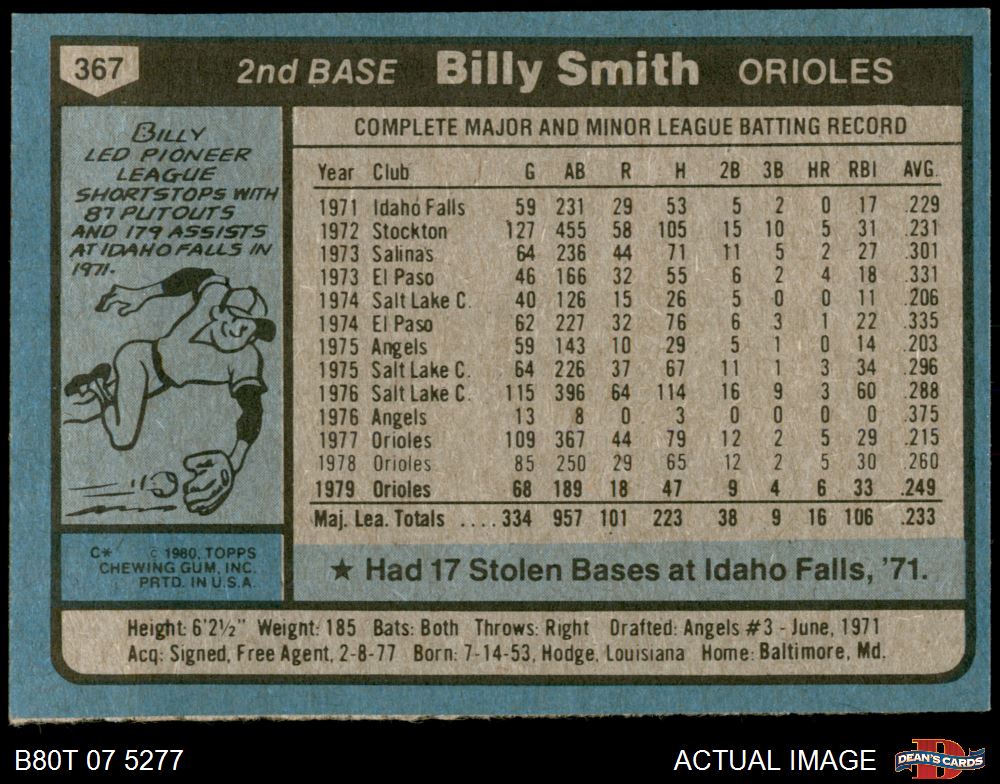 367
2nd BASE Billy Smith ORIOLES
BILLY
LED PIONEER
LEAGUE
SHORTSTOPS WITH
87 PUTOUTS
AND 179 ASSISTS
AT IDAHO FALLS IN
1971.
COMPLETE MAJOR AND MINOR LEAGUE BATTING RECORD
Year Club G AB R H 2B 3B HR RBI AVG.
1971 Idaho Falls 59 231 29 53 5 2 0 17 .229
1972 Stockton 127 455 58 105 15 10 5 31 .231
1973 Salinas 64 236 44 71 11 5 2 27 .301
1973 El Paso 46 166 32 55 6 2 4 18 .331
1974 Salt Lake C. 40 126 15 26 5 0 0 11 .206
1974 El Paso 62 227 32 76 6 3 1 22 .335
1975 Angels 59 143 10 29 5 1 0 14 .203
1975 Salt Lake C. 64 226 37 67 11 1 3 34 .296
1976 Salt Lake C. 115 396 64 114 16 9 3 60 .288
1976 Angels 13 8 0 3 0 0 0 0 .375
1977 Orioles 109 367 44 79 12 2 5 29 .215
1978 Orioles 85 250 29 65 12 2 5 30 .260
1979 Orioles 68 189 18 47 9 4 6 33 .249
Maj. Lea. Totals ....334 957 101 223 38 9 16 106 .233
★ Had 17 Stolen Bases at Idaho Falls, '71.
C* © 1980, TOPPS
CHEWING GUM, INC.
PRTD. IN U.S.A.
Height: 6'2½" Weight: 185 Bats: Both Throws: Right Drafted: Angels #3 - June, 1971
Acq: Signed, Free Agent, 2-8-77 Born: 7-14-53, Hodge, Louisiana Home: Baltimore, Md.
B80T 07 5277
ACTUAL IMAGE
D
DEAN'S CARDS